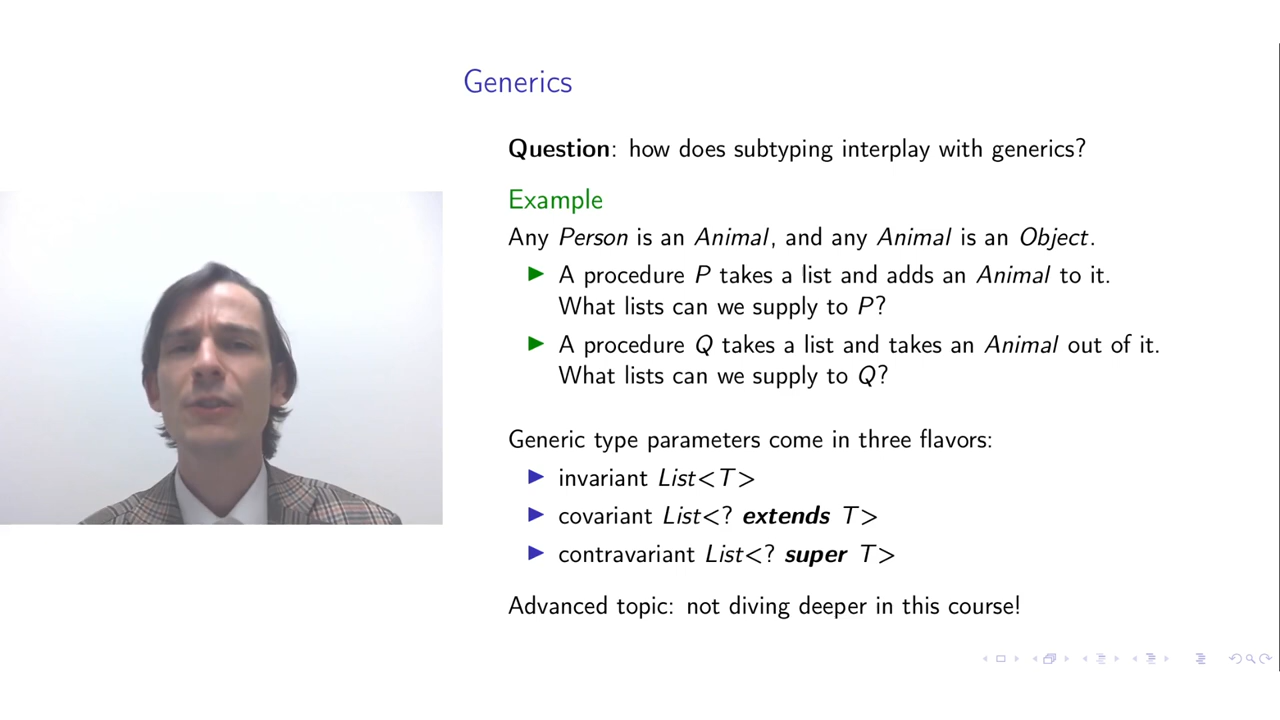 Generics
Question: how does subtyping interplay with generics?
Example
Any Person is an Animal, and any Animal is an Object.
A procedure P takes a list and adds an Animal to it.
What lists can we supply to P?
A procedure Q takes a list and takes an Animal out of it.
What lists can we supply to Q?
Generic type parameters come in three flavors:
invariant List<T>
covariant List<? extends T>
contravariant List<? super T>
Advanced topic: not diving deeper in this course!